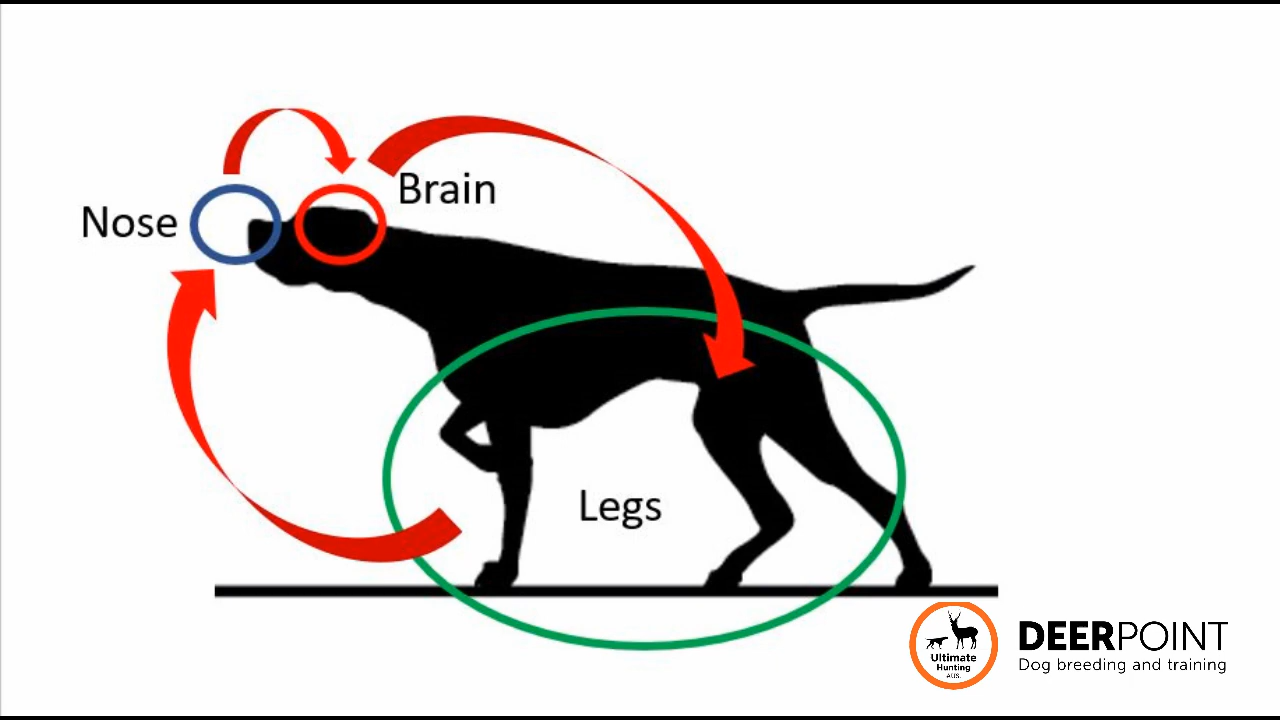 Brain
Nose
Legs
Ultimate
Hunting
AUS.
DEERPOINT
Dog breeding and training